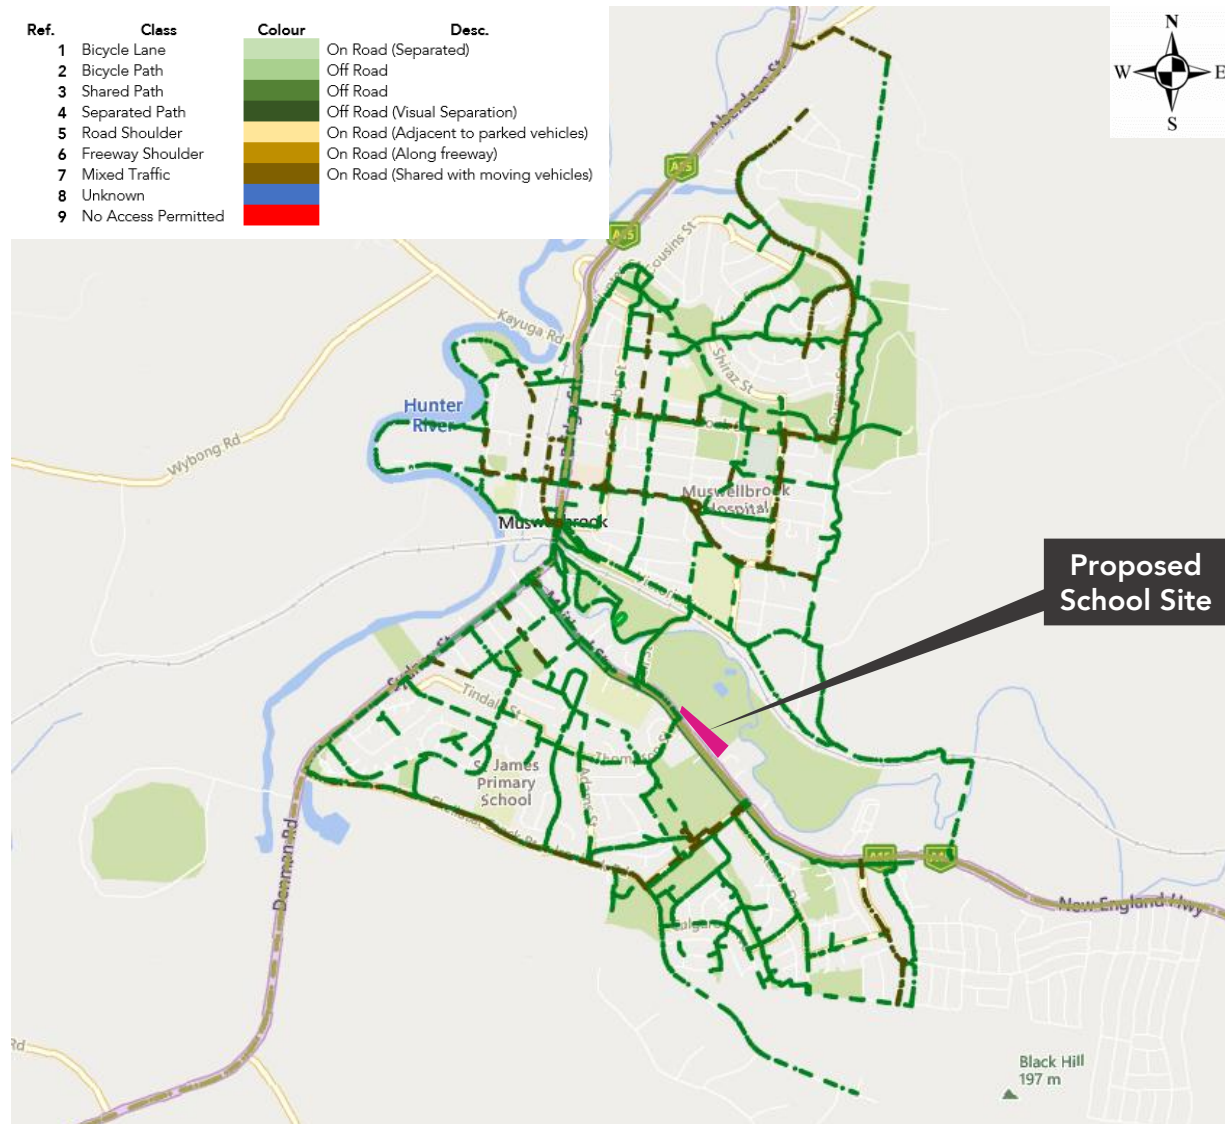 Ref. Class Colour Desc.
1 Bicycle Lane On Road (Separated)
2 Bicycle Path Off Road
3 Shared Path Off Road
4 Separated Path Off Road (Visual Separation)
5 Road Shoulder On Road (Adjacent to parked vehicles)
6 Freeway Shoulder On Road (Along freeway)
7 Mixed Traffic On Road (Shared with moving vehicles)
8 Unknown
9 No Access Permitted
N
W E
S
Aberdeen St
A15
A15
Cousins St
Kayuga Rd
Shiraz St
Hunter
River
Wybong Rd
Muswellbrook
Hospital
Muswellbrook
Proposed
School Site
Tindale St
St James
Primary
School
Adams St
Denman Rd
New England Hwy
Black Hill
197 m
Rd